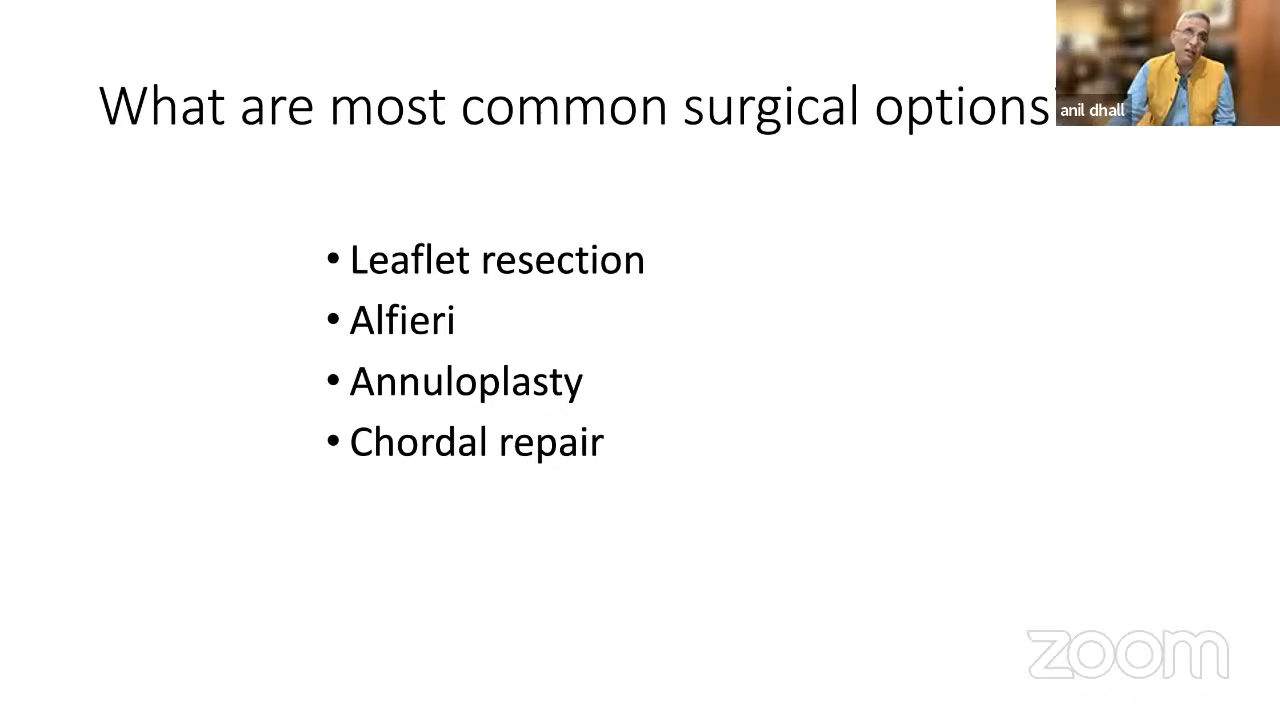 What are most common surgical options
anil dhall
• Leaflet resection
• Alfieri
• Annuloplasty
• Chordal repair
zoom